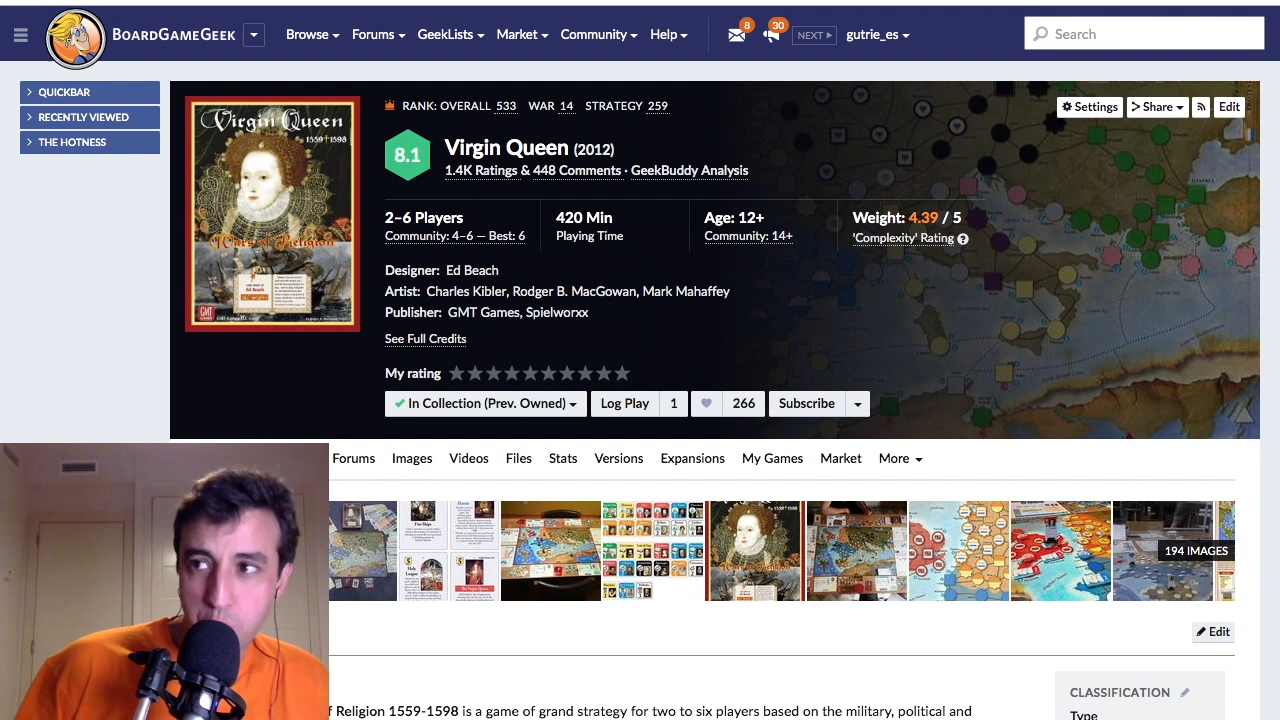 BOARDGAMEGEEK
Browse
Forums
GeekLists
Market
Community
Help
8
30
NEXT
gutrie_es
Search
QUICKBAR
RECENTLY VIEWED
THE HOTNESS
Virgin Queen
1559 1598
Wars of Religion
GMT
RANK: OVERALL 533 WAR 14 STRATEGY 259
Settings
Share
Edit
8.1
Virgin Queen (2012)
1.4K Ratings & 448 Comments · GeekBuddy Analysis
2–6 Players
Community: 4–6 — Best: 6
420 Min
Playing Time
Age: 12+
Community: 14+
Weight: 4.39 / 5
'Complexity' Rating
Designer: Ed Beach
Artist: Charles Kibler, Roger B. MacGowan, Mark Mahaffey
Publisher: GMT Games, Spielworxx
See Full Credits
My rating
In Collection (Prev. Owned)
Log Play 1
266
Subscribe
Forums
Images
Videos
Files
Stats
Versions
Expansions
My Games
Market
More
194 IMAGES
Edit
CLASSIFICATION
Type
Religion 1559-1598 is a game of grand strategy for two to six players based on the military, political and